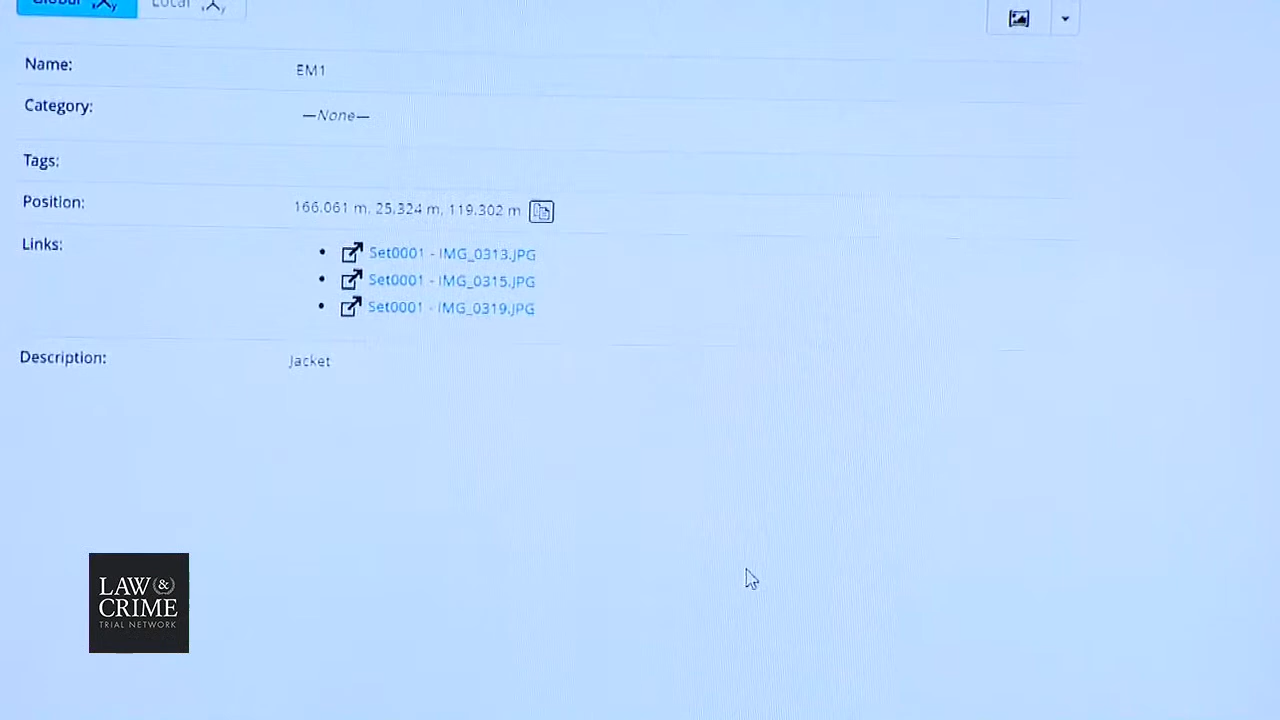 Global
Local
Name: EM1
Category: —None—
Tags:
Position: 166.061 m, 25.324 m, 119.302 m
Links:
• Set0001 - IMG_0313.JPG
• Set0001 - IMG_0315.JPG
• Set0001 - IMG_0319.JPG
Description: Jacket
LAW &
CRIME
TRIAL NETWORK